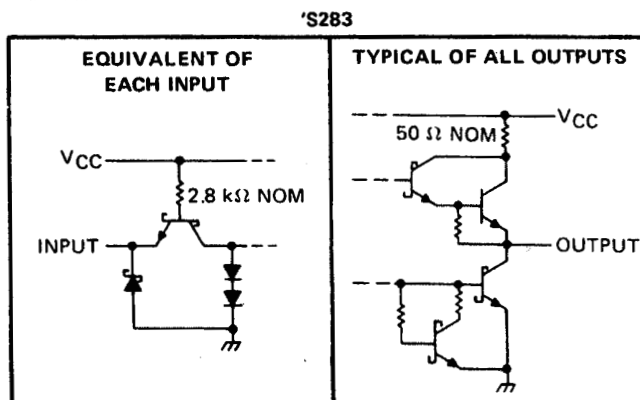 'S283
EQUIVALENT OF
EACH INPUT
VCC
2.8 kΩ NOM
INPUT
TYPICAL OF ALL OUTPUTS
VCC
50 Ω NOM
OUTPUT